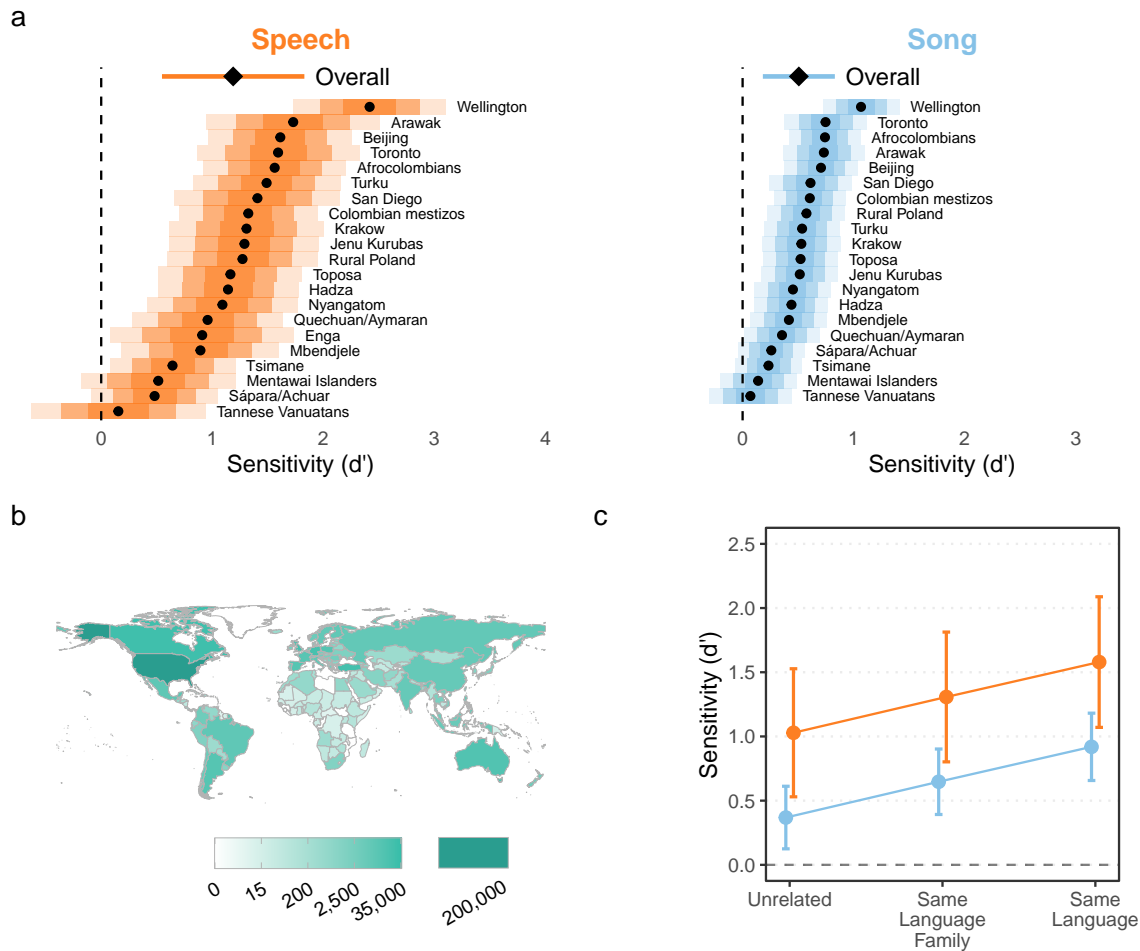 a
Speech
Overall
Wellington
Arawak
Beijing
Toronto
Afrocolombians
Turku
San Diego
Colombian mestizos
Krakow
Jenu Kurubas
Rural Poland
Toposa
Hadza
Nyangatom
Quechuan/Aymaran
Enga
Mbendjele
Tsimane
Mentawai Islanders
Sápara/Achuar
Tannese Vanuatans
0 1 2 3 4
Sensitivity (d')
Song
Overall
Wellington
Toronto
Afrocolombians
Arawak
Beijing
San Diego
Colombian mestizos
Rural Poland
Turku
Krakow
Toposa
Jenu Kurubas
Nyangatom
Hadza
Mbendjele
Quechuan/Aymaran
Sápara/Achuar
Tsimane
Mentawai Islanders
Tannese Vanuatans
0 1 2 3
Sensitivity (d')
b
0 15 200 2,500 35,000 200,000
c
Sensitivity (d')
2.5
2.0
1.5
1.0
0.5
0.0
Unrelated
Same
Language
Family
Same
Language